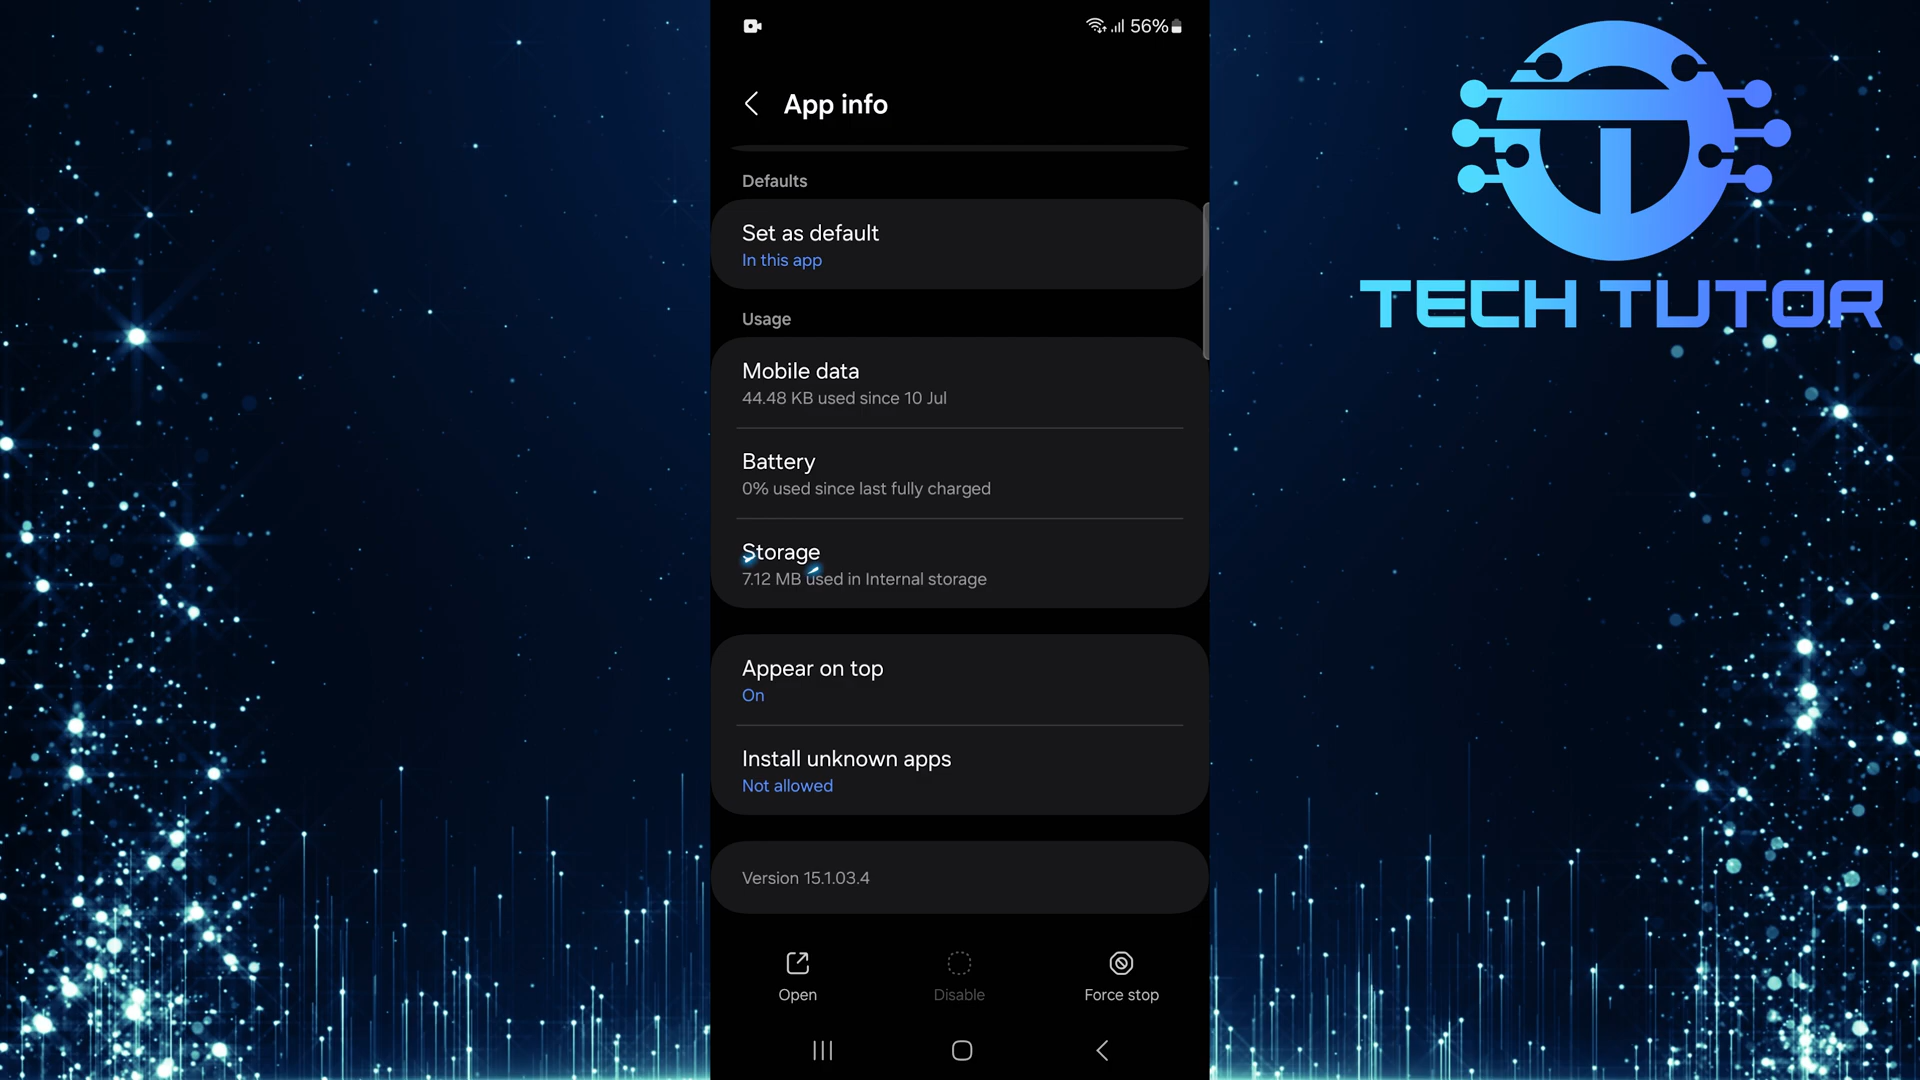 56%
App info
Defaults
Set as default
In this app
Usage
Mobile data
44.48 KB used since 10 Jul
Battery
0% used since last fully charged
Storage
7.12 MB used in Internal storage
Appear on top
On
Install unknown apps
Not allowed
Version 15.1.03.4
Open
Disable
Force stop
TECH TUTOR